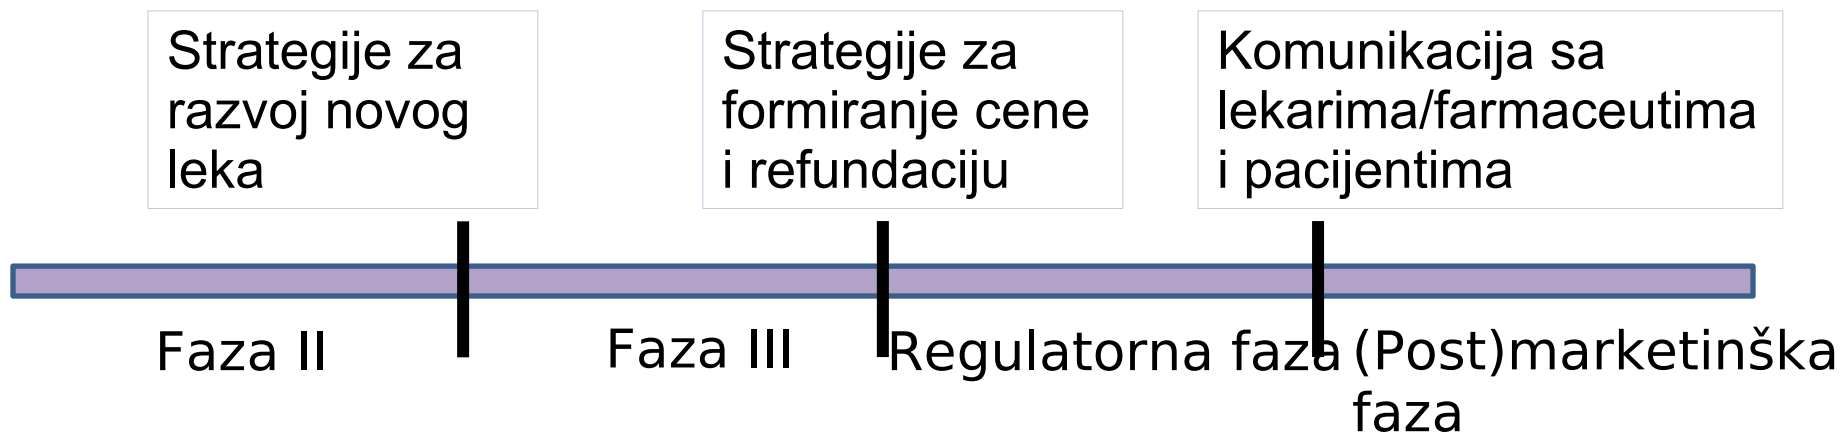 Strategije za
razvoj novog
leka
Strategije za
formiranje cene
i refundaciju
Komunikacija sa
lekarima/farmaceutima
i pacijentima
Faza II
Faza III
Regulatorna faza
(Post)marketinška
faza